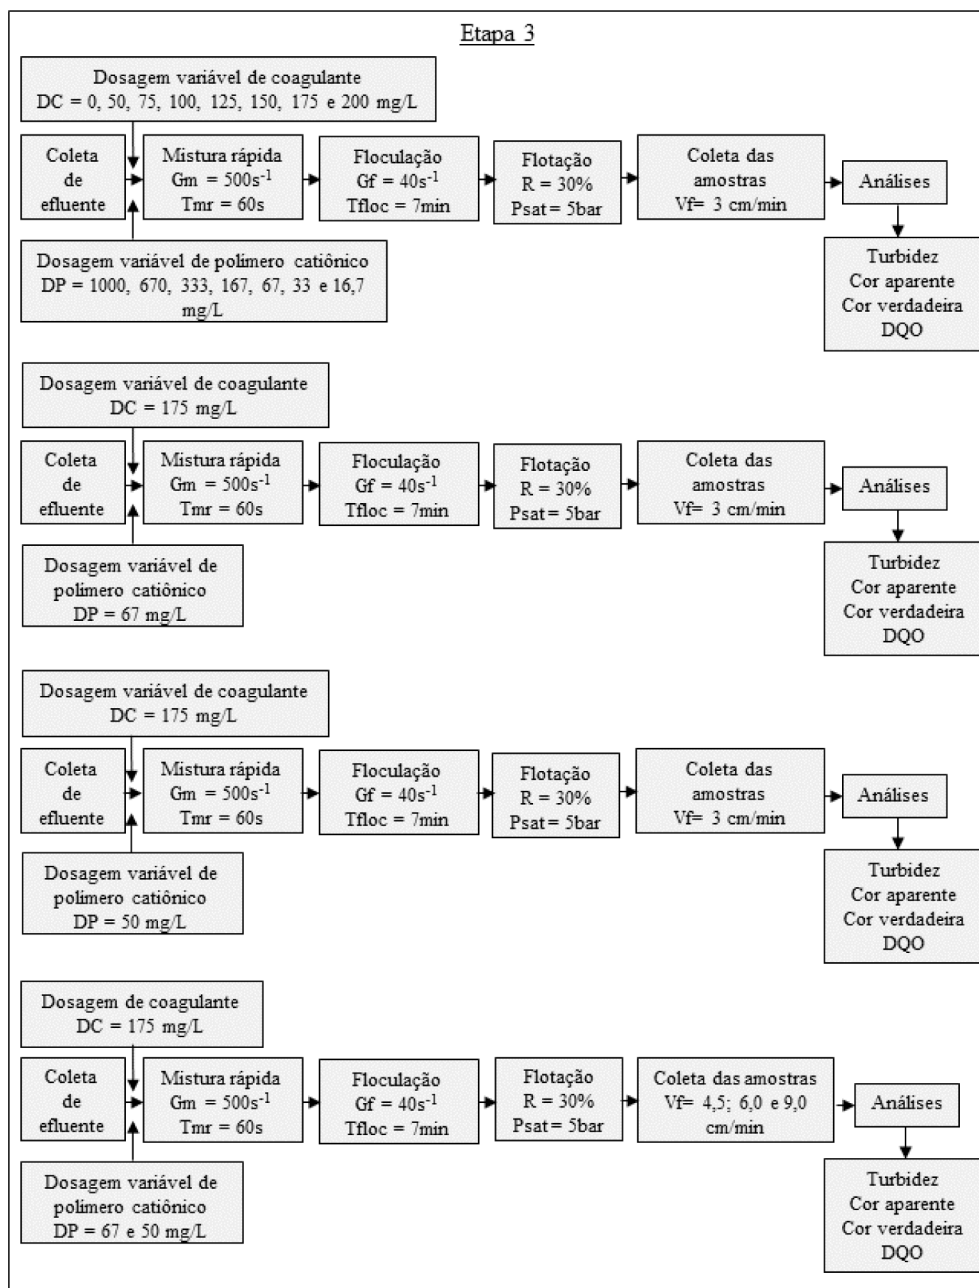 Etapa 3
Dosagem variável de coagulante
DC = 0, 50, 75, 100, 125, 150, 175 e 200 mg/L
Coleta
de
efluente
Mistura rápida
Gm = 500s⁻¹
Tmr = 60s
Floculação
Gf = 40s⁻¹
Tfloc = 7min
Flotação
R = 30%
Psat= 5bar
Coleta das
amostras
Vf= 3 cm/min
Análises
Dosagem variável de polímero catiônico
DP = 1000, 670, 333, 167, 67, 33 e 16,7
mg/L
Turbidez
Cor aparente
Cor verdadeira
DQO
Dosagem variável de coagulante
DC = 175 mg/L
Coleta
de
efluente
Mistura rápida
Gm = 500s⁻¹
Tmr = 60s
Floculação
Gf = 40s⁻¹
Tfloc = 7min
Flotação
R = 30%
Psat= 5bar
Coleta das
amostras
Vf= 3 cm/min
Análises
Dosagem variável de
polímero catiônico
DP = 67 mg/L
Turbidez
Cor aparente
Cor verdadeira
DQO
Dosagem variável de coagulante
DC = 175 mg/L
Coleta
de
efluente
Mistura rápida
Gm = 500s⁻¹
Tmr = 60s
Floculação
Gf = 40s⁻¹
Tfloc = 7min
Flotação
R = 30%
Psat= 5bar
Coleta das
amostras
Vf= 3 cm/min
Análises
Dosagem variável de
polímero catiônico
DP = 50 mg/L
Turbidez
Cor aparente
Cor verdadeira
DQO
Dosagem de coagulante
DC = 175 mg/L
Coleta
de
efluente
Mistura rápida
Gm = 500s⁻¹
Tmr = 60s
Floculação
Gf = 40s⁻¹
Tfloc = 7min
Flotação
R = 30%
Psat= 5bar
Coleta das amostras
Vf= 4,5; 6,0 e 9,0
cm/min
Análises
Dosagem variável de
polímero catiônico
DP = 67 e 50 mg/L
Turbidez
Cor aparente
Cor verdadeira
DQO